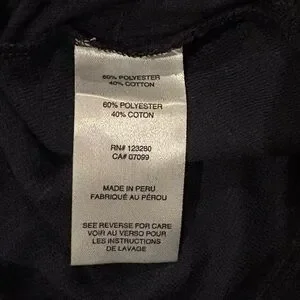 60% POLYESTER
40% COTTON
60% POLYESTER
40% COTON
RN# 123280
CA# 07099
MADE IN PERU
FABRIQUÉ AU PÉROU
SEE REVERSE FOR CARE
VOIR AU VERSO POUR
LES INSTRUCTIONS
DE LAVAGE